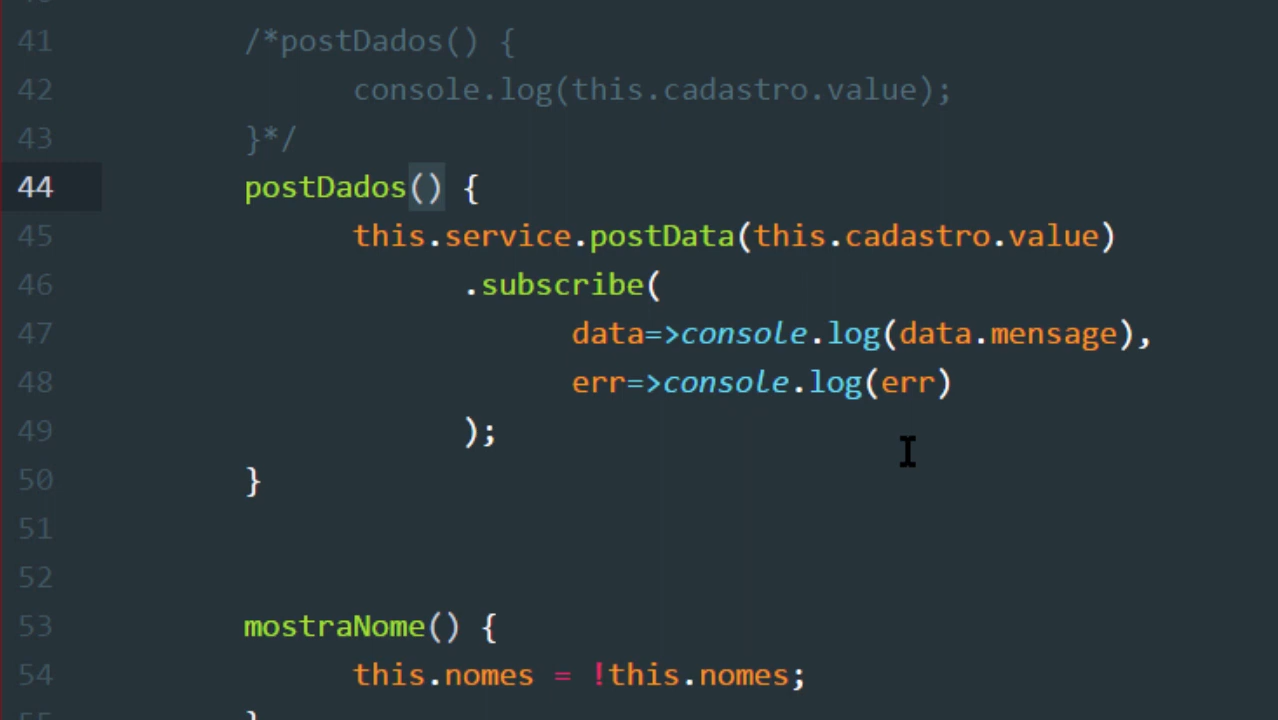 41 /*postDados() {
42 console.log(this.cadastro.value);
43 }*/
44 postDados() {
45 this.service.postData(this.cadastro.value)
46 .subscribe(
47 data=>console.log(data.mensage),
48 err=>console.log(err)
49 );
50 }
51
52
53 mostraNome() {
54 this.nomes = !this.nomes;